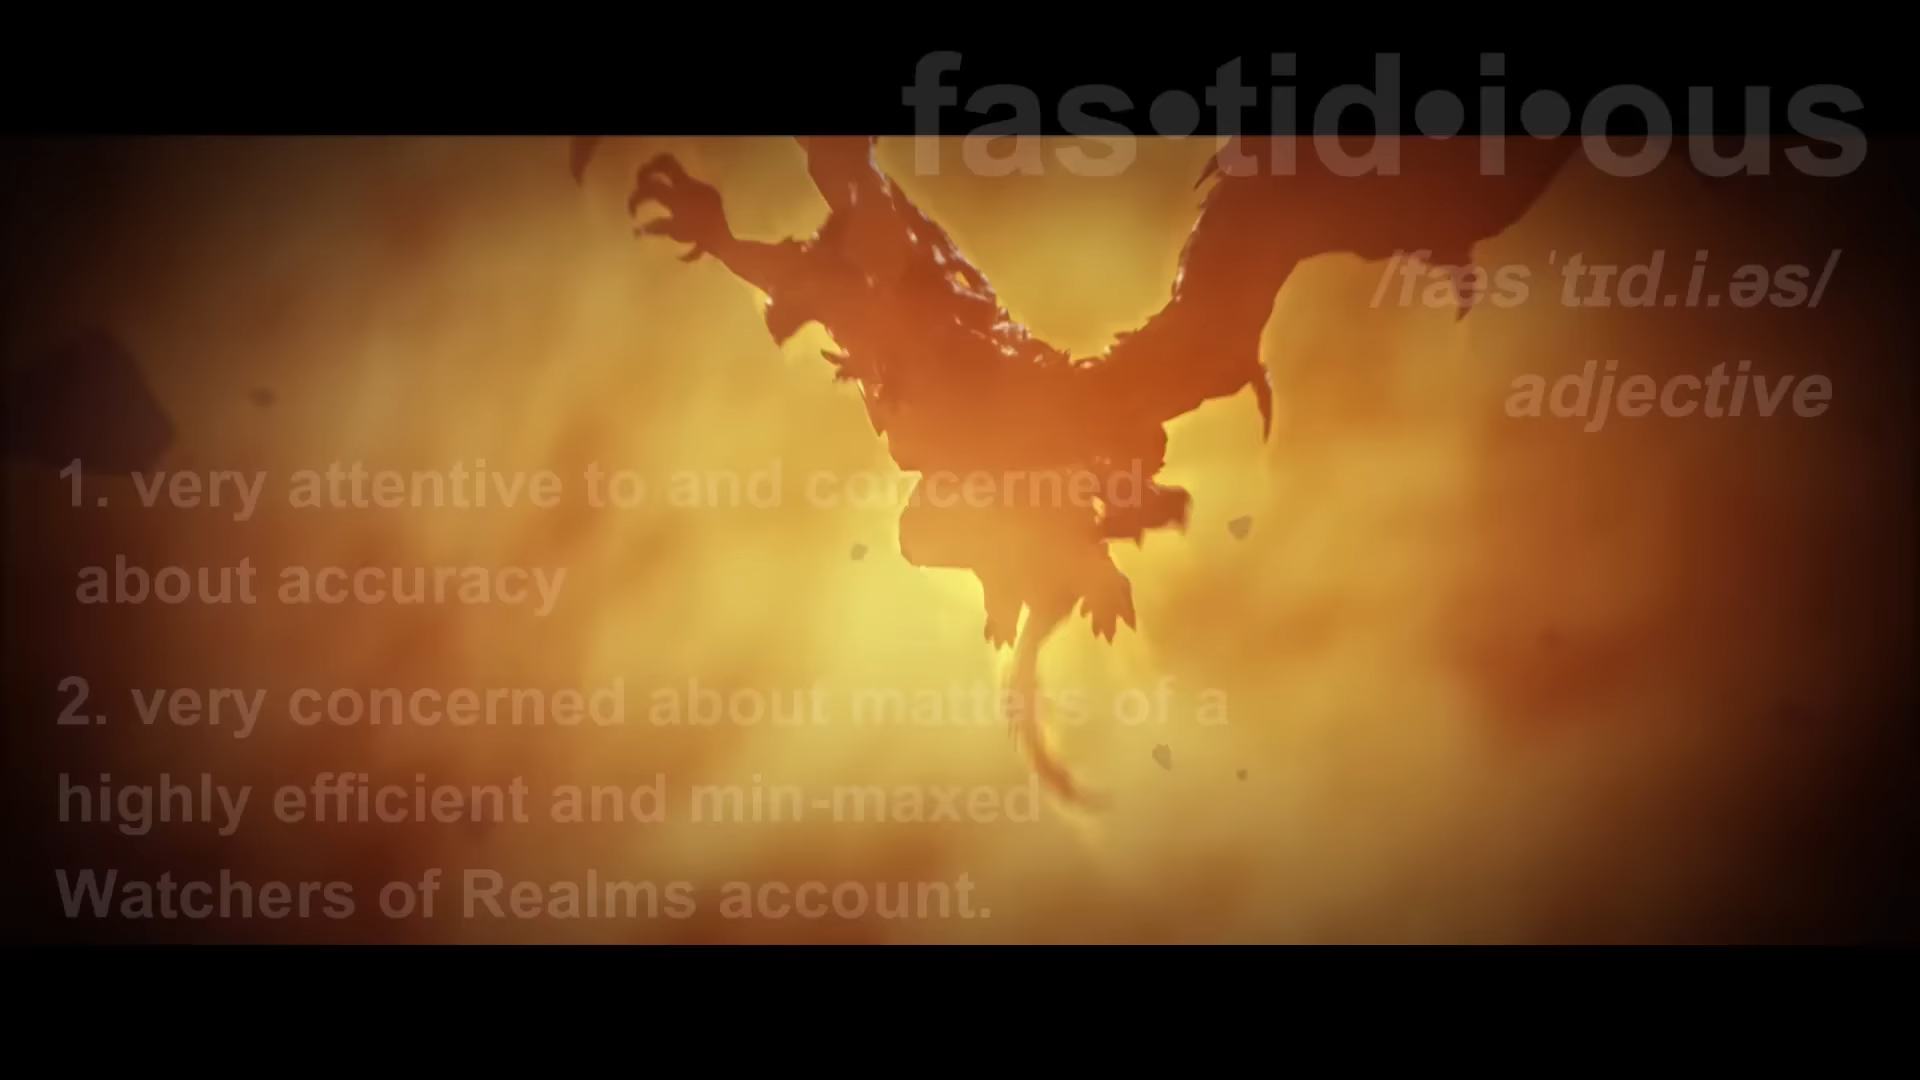 fas•tid•i•ous
/fæsˈtɪd.i.əs/
adjective
1. very attentive to and concerned
about accuracy
2. very concerned about matters of a
highly efficient and min-maxed
Watchers of Realms account.